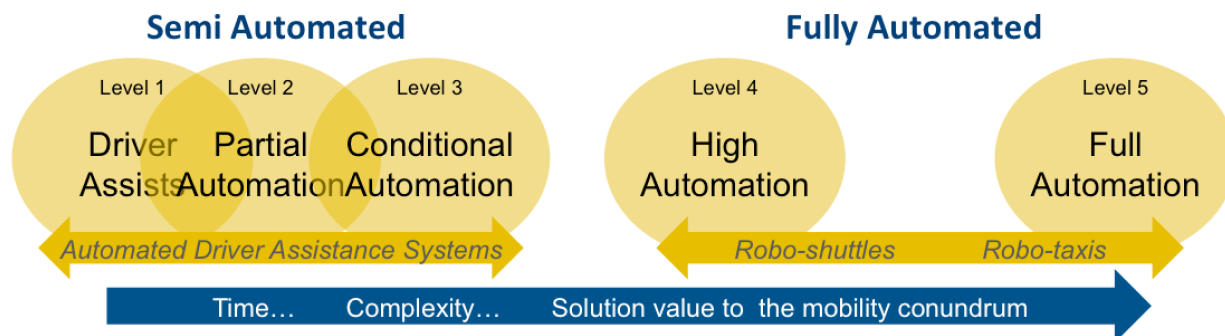 Semi Automated
Fully Automated
Level 1
Level 2
Level 3
Level 4
Level 5
Driver
Assists
Partial
Automation
Conditional
Automation
High
Automation
Full
Automation
Automated Driver Assistance Systems
Robo-shuttles
Robo-taxis
Time…
Complexity…
Solution value to the mobility conundrum